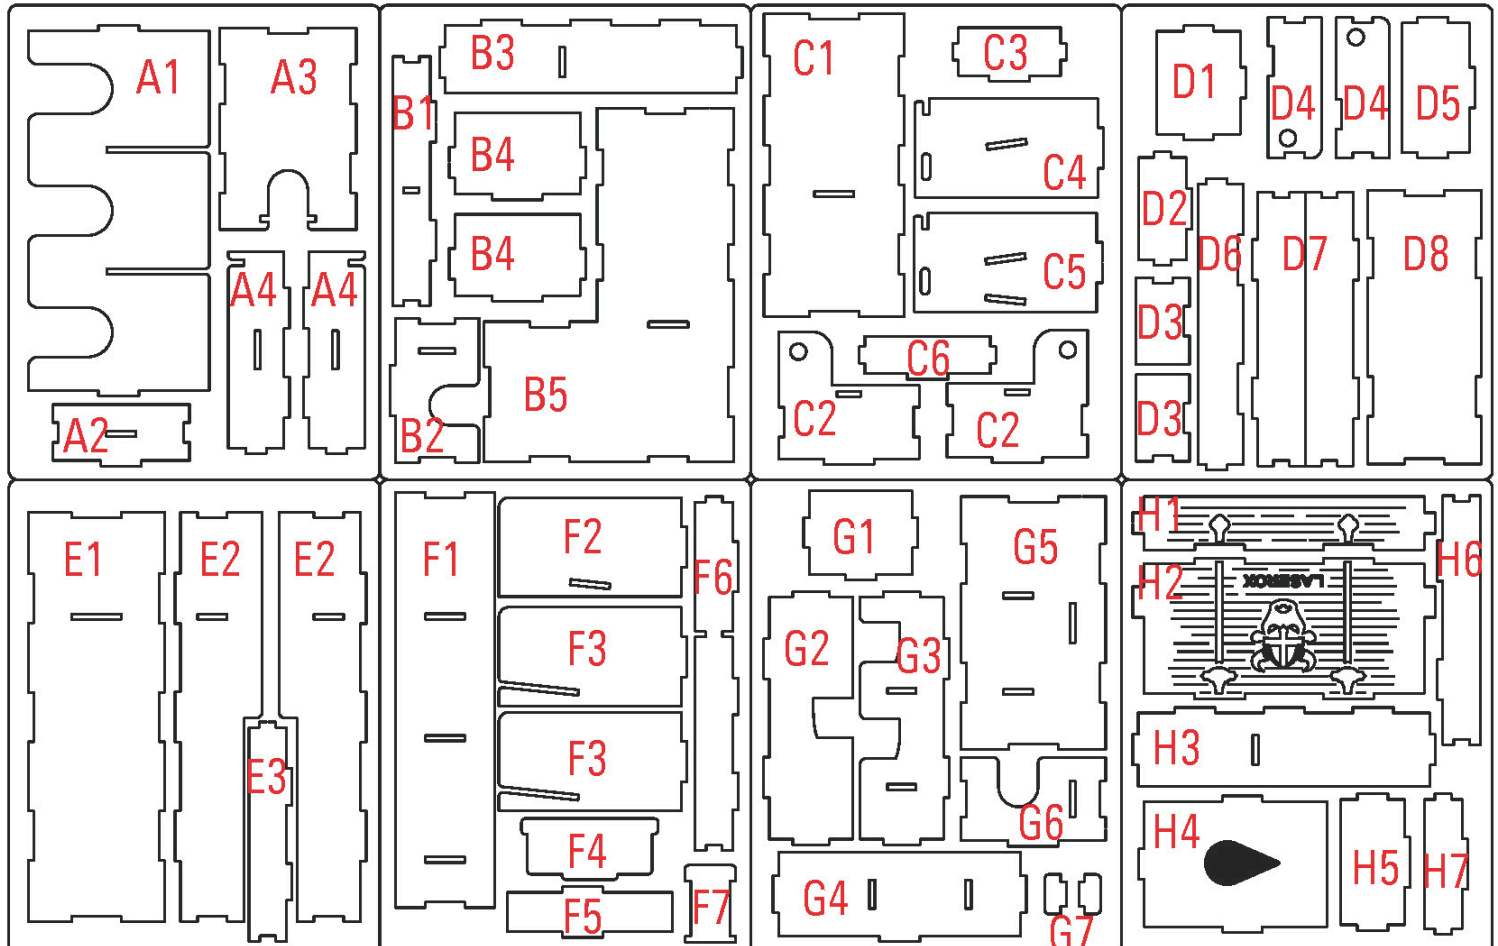 A1
A3
A4
A4
A2
B3
B1
B4
B4
B5
B2
C1
C3
C4
C5
C6
C2
C2
D1
D4
D4
D5
D2
D6
D7
D8
D3
D3
E1
E2
E2
E3
F1
F2
F6
F3
F3
F4
F5
F7
G1
G5
G2
G3
G6
G4
G7
H1
H6
H2
LASEROX
H3
H4
H5
H7